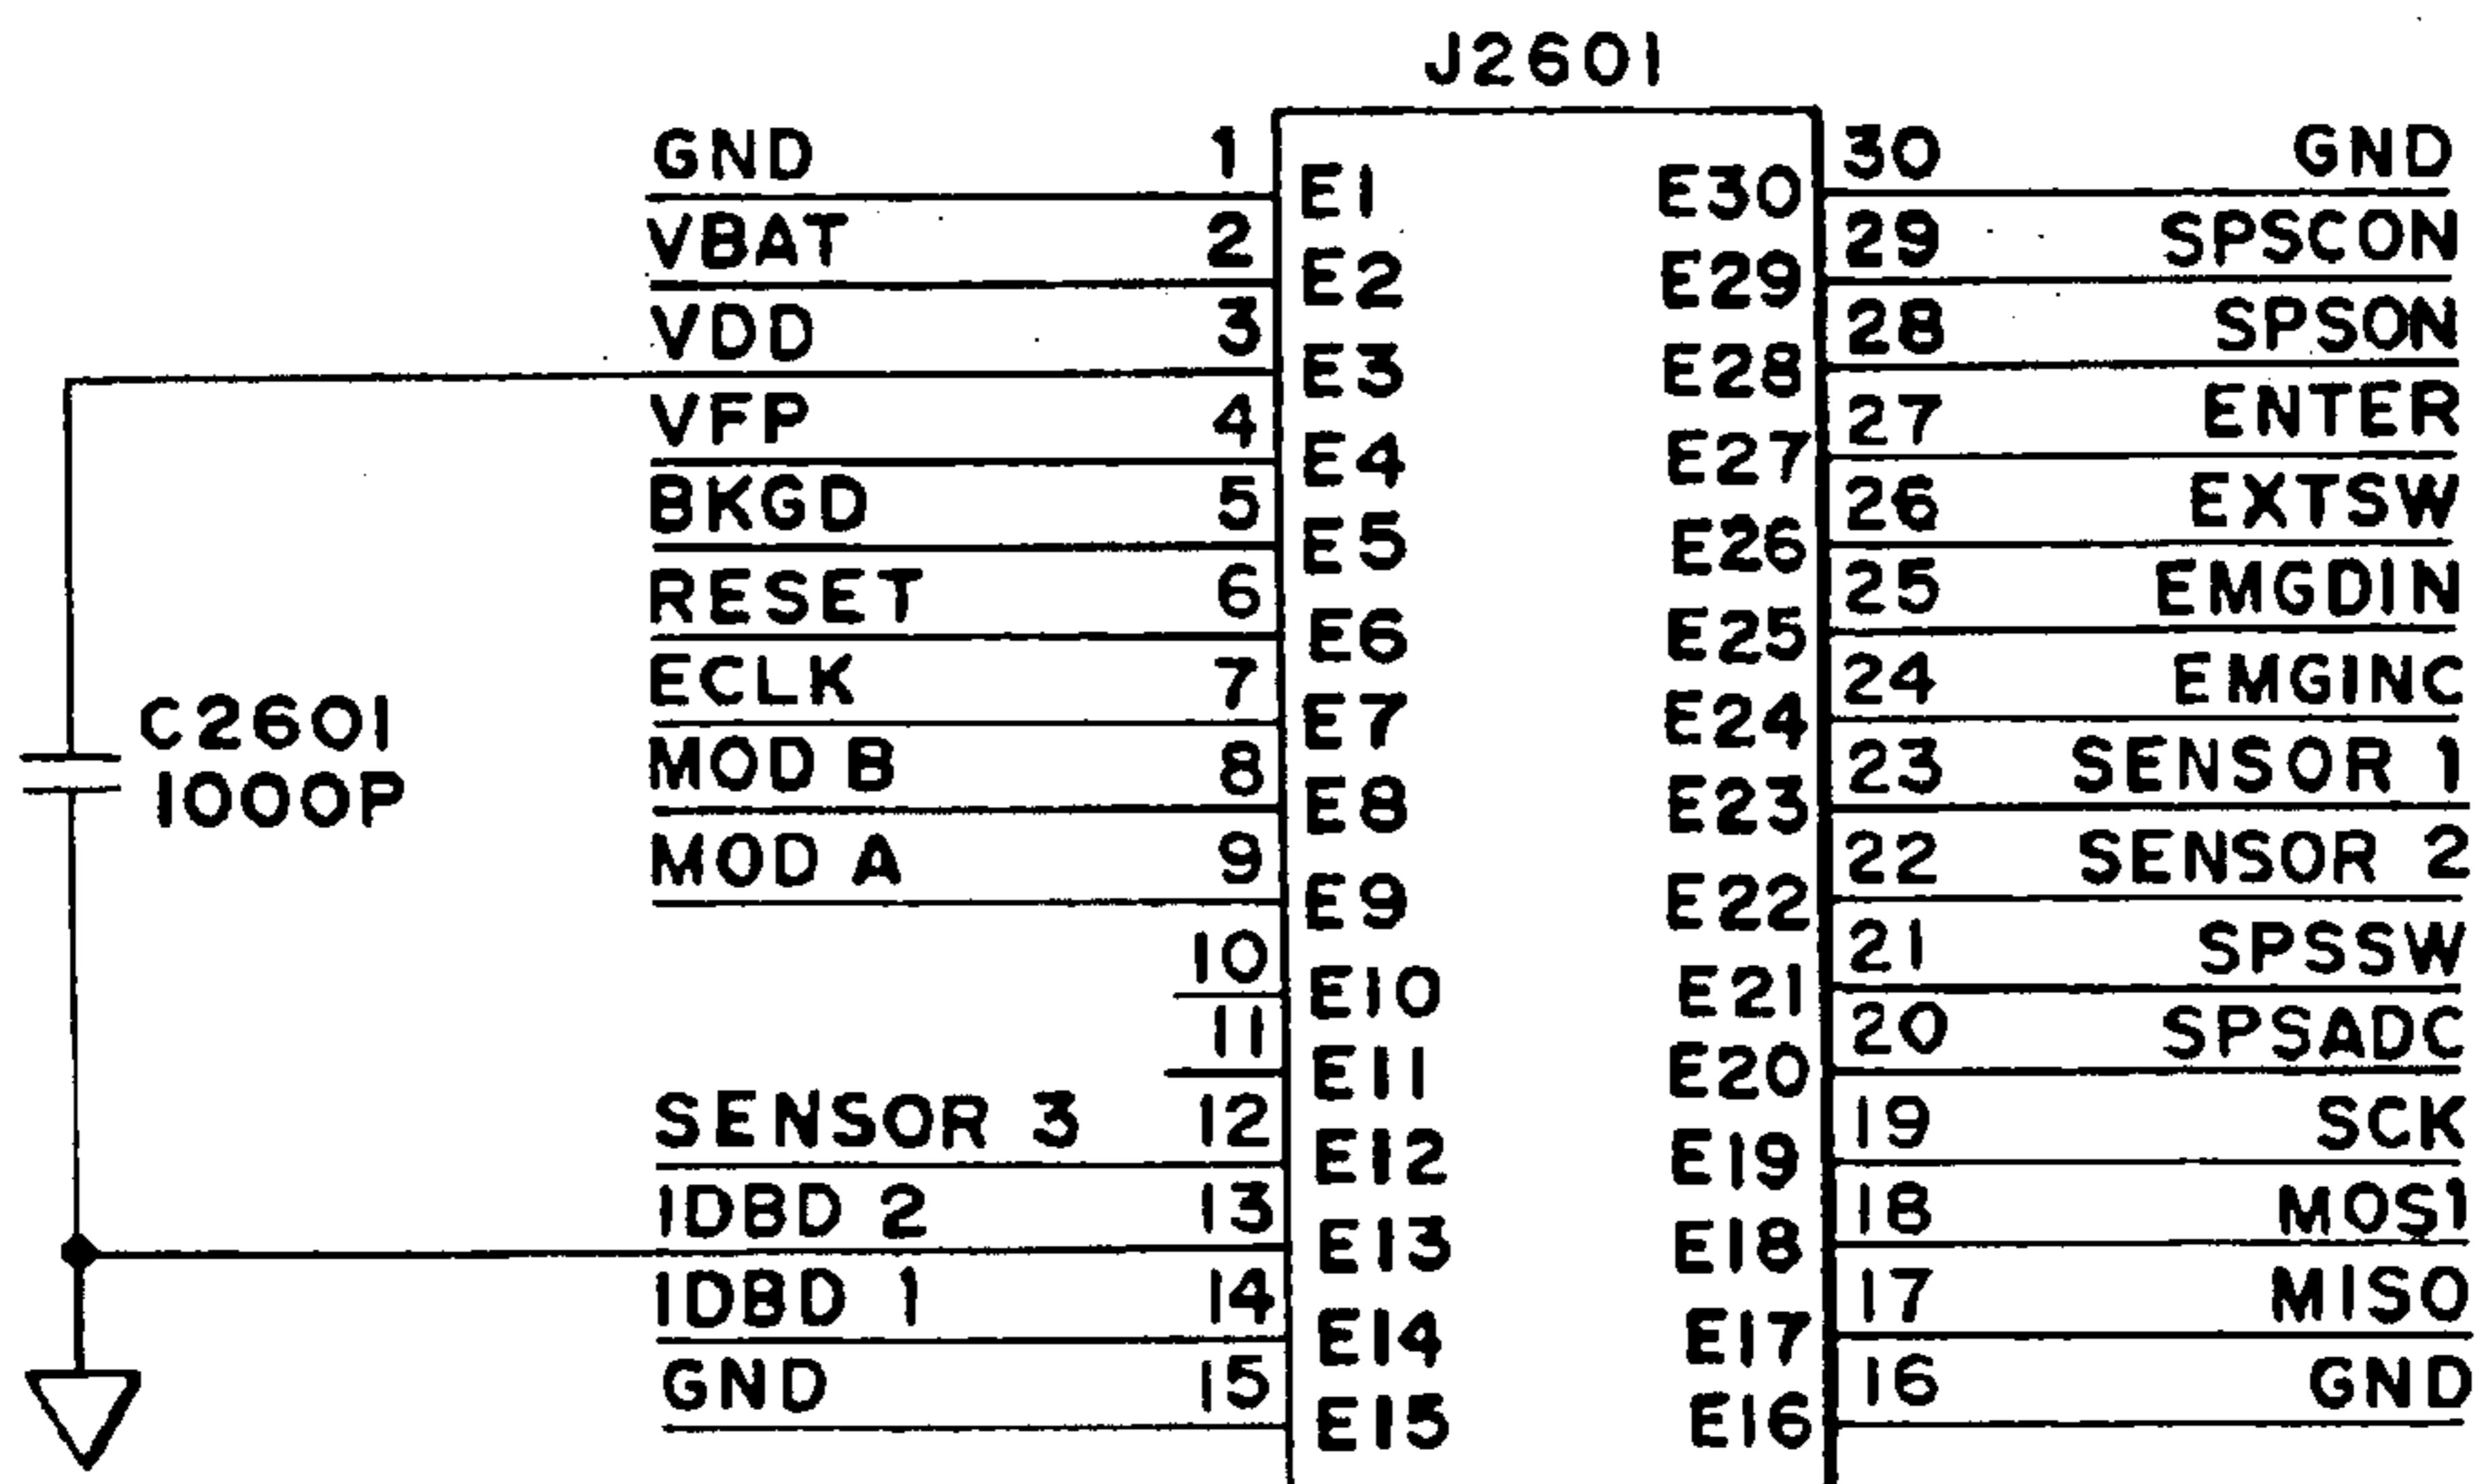 J2601
GND 1 E1 E30 30 GND
VBAT 2 E2 E29 29 SPSCON
VDD 3 E3 E28 28 SPSON
VFP 4 E4 E27 27 ENTER
BKGD 5 E5 E26 26 EXTSW
RESET 6 E6 E25 25 EMGDIN
ECLK 7 E7 E24 24 EMGINC
C2601
1000P
MOD B 8 E8 E23 23 SENSOR 1
MOD A 9 E9 E22 22 SENSOR 2
10 E10 E21 21 SPSSW
11 E11 E20 20 SPSADC
SENSOR 3 12 E12 E19 19 SCK
IDBD 2 13 E13 E18 18 MOS1
IDBD 1 14 E14 E17 17 MISO
GND 15 E15 E16 16 GND